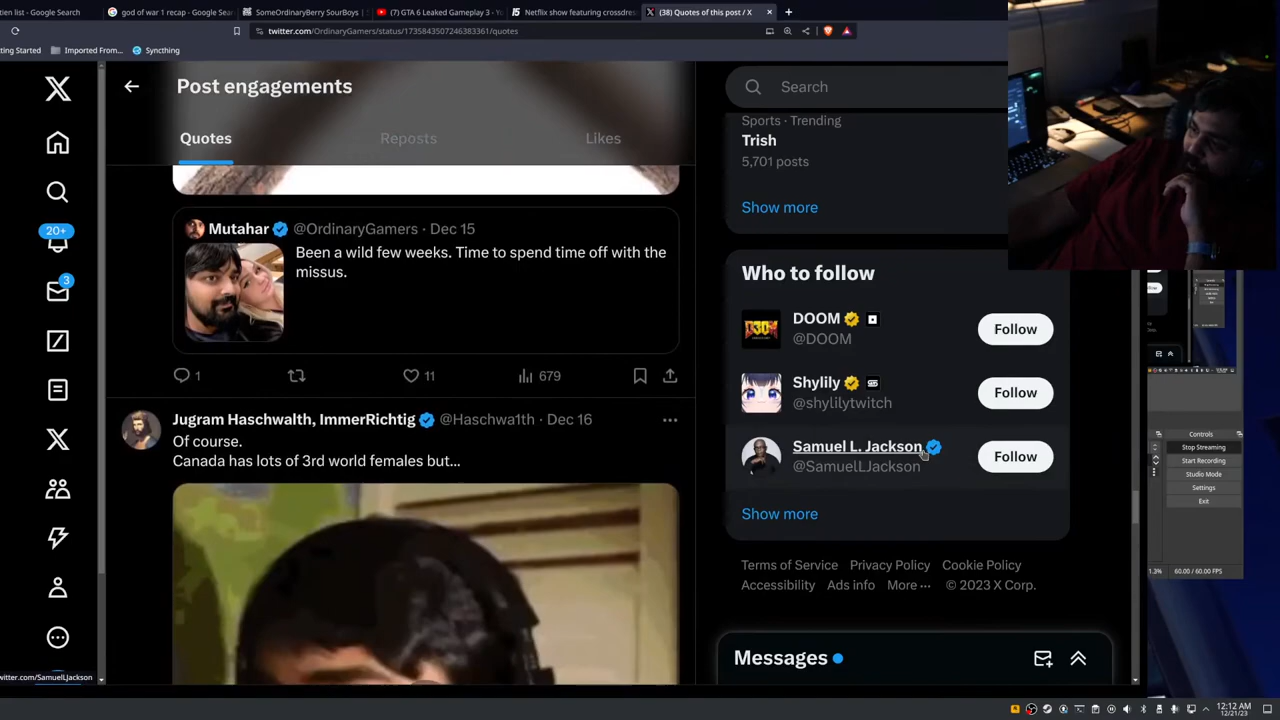 tien list - Google Search
god of war 1 recap - Google Sea
SomeOrdinaryBerry SourBoys |
(7) GTA 6 Leaked Gameplay 3 - Yo
Netflix show featuring crossdres
(38) Quotes of this post / X
twitter.com/OrdinaryGamers/status/1735843507246383361/quotes
ting Started
Imported From...
Syncthing
Post engagements
Quotes
Reposts
Likes
Mutahar @OrdinaryGamers · Dec 15
Been a wild few weeks. Time to spend time off with the
missus.
1
11
679
Jugram Haschwalth, ImmerRichtig @Haschwa1th · Dec 16
Of course.
Canada has lots of 3rd world females but...
20+
3
Search
Sports · Trending
Trish
5,701 posts
Show more
Who to follow
DOOM
@DOOM
Follow
Shylily
@shylilytwitch
Follow
Samuel L. Jackson
@SamuelLJackson
Follow
Show more
Terms of Service Privacy Policy Cookie Policy
Accessibility Ads info More ··· © 2023 X Corp.
Messages
Controls
Stop Streaming
Start Recording
Studio Mode
Settings
Exit
1.3% 60.00 / 60.00 FPS
witter.com/SamuelLJackson
12:12 AM
12/21/23